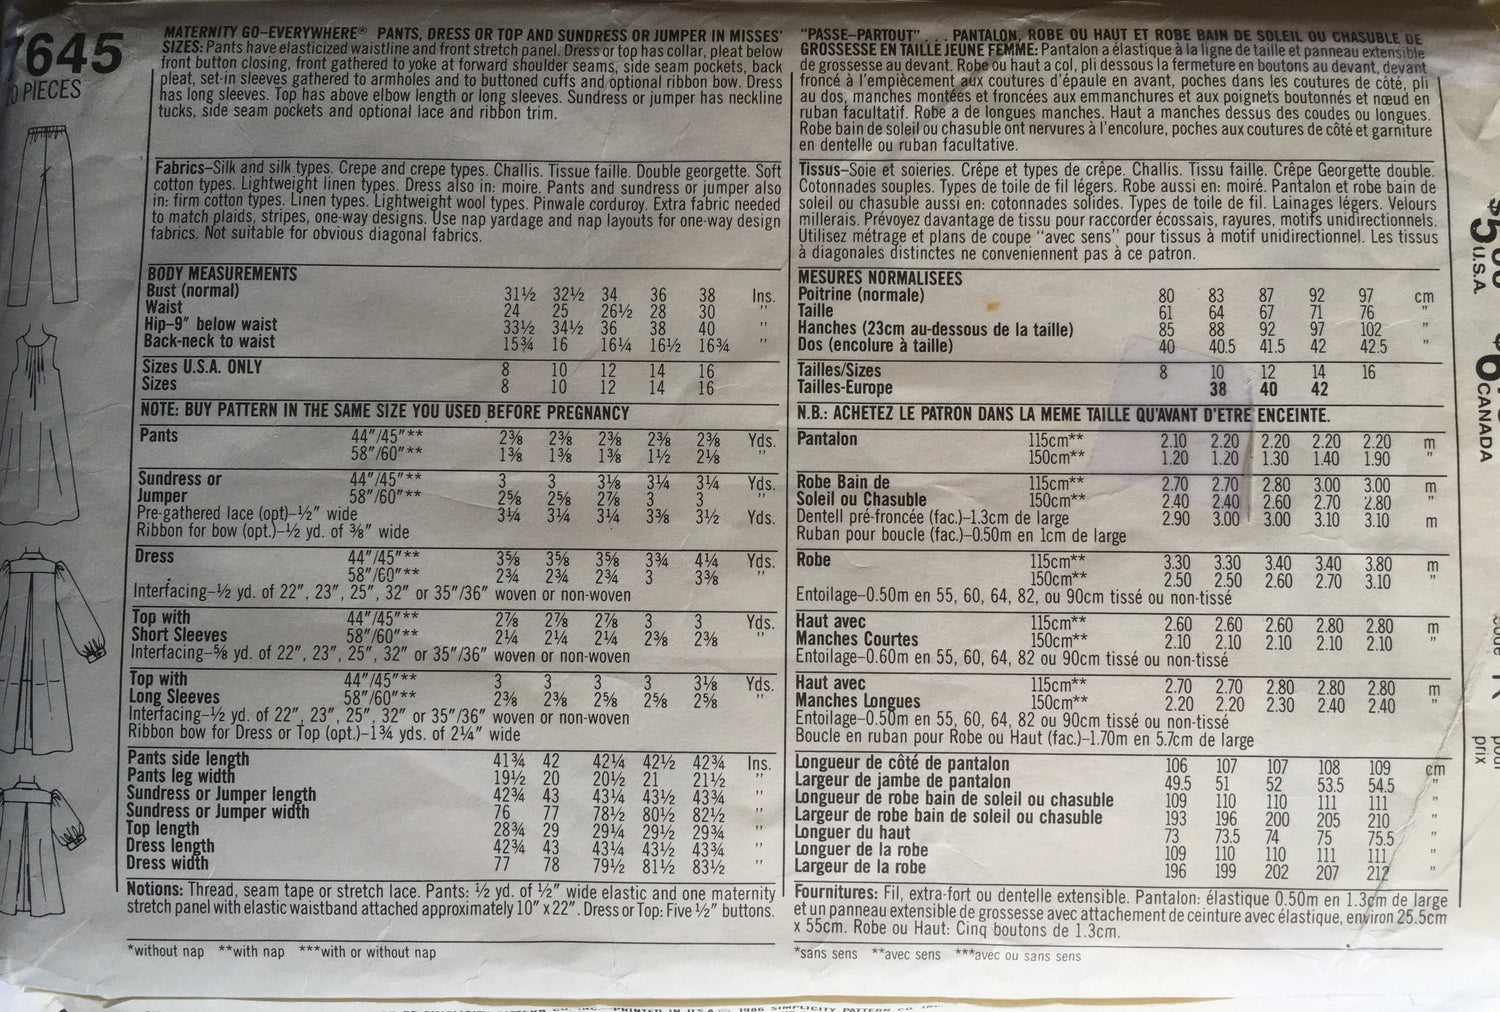 7645
PIECES
MATERNITY GO-EVERYWHERE® PANTS, DRESS OR TOP AND SUNDRESS OR JUMPER IN MISSES'
SIZES: Pants have elasticized waistline and front stretch panel. Dress or top has collar, pleat below
front button closing, front gathered to yoke at forward shoulder seams, side seam pockets, back
pleat, set-in sleeves gathered to armholes and to buttoned cuffs and optional ribbon bow. Dress
has long sleeves. Top has above elbow length or long sleeves. Sundress or jumper has neckline
tucks, side seam pockets and optional lace and ribbon trim.
Fabrics–Silk and silk types. Crepe and crepe types. Challis. Tissue faille. Double georgette. Soft
cotton types. Lightweight linen types. Dress also in: moire. Pants and sundress or jumper also
in: firm cotton types. Linen types. Lightweight wool types. Pinwale corduroy. Extra fabric needed
to match plaids, stripes, one-way designs. Use nap yardage and nap layouts for one-way design
fabrics. Not suitable for obvious diagonal fabrics.
BODY MEASUREMENTS
Bust (normal) 31½ 32½ 34 36 38 Ins.
Waist 24 25 26½ 28 30 ''
Hip-9" below waist 33½ 34½ 36 38 40 ''
Back-neck to waist 15¾ 16 16¼ 16½ 16¾ ''
Sizes U.S.A. ONLY 8 10 12 14 16
Sizes 8 10 12 14 16
NOTE: BUY PATTERN IN THE SAME SIZE YOU USED BEFORE PREGNANCY
Pants 44"/45"** 2⅜ 2⅜ 2⅜ 2⅜ 2⅜ Yds.
58"/60"** 1⅜ 1⅜ 1⅜ 1½ 2⅛ ''
Sundress or 44"/45"** 3 3 3⅛ 3¼ 3¼ Yds.
Jumper 58"/60"** 2⅝ 2⅝ 2⅞ 3 3 ''
Pre-gathered lace (opt)–½" wide 3¼ 3¼ 3¼ 3⅜ 3½ Yds.
Ribbon for bow (opt.)–½ yd. of ⅜" wide
Dress 44"/45"** 3⅝ 3⅝ 3⅝ 3¾ 4¼ Yds.
58"/60"** 2¾ 2¾ 2¾ 3 3⅜ ''
Interfacing–½ yd. of 22", 23", 25", 32" or 35"/36" woven or non-woven
Top with 44"/45"** 2⅞ 2⅞ 2⅞ 3 3 Yds.
Short Sleeves 58"/60"** 2¼ 2¼ 2¼ 2⅜ 2⅜ ''
Interfacing–⅝ yd. of 22", 23", 25", 32" or 35"/36" woven or non-woven
Top with 44"/45"** 3 3 3 3 3⅛ Yds.
Long Sleeves 58"/60"** 2⅜ 2⅜ 2⅝ 2⅝ 2⅝ ''
Interfacing–½ yd. of 22", 23", 25", 32" or 35"/36" woven or non-woven
Ribbon bow for Dress or Top (opt.)–1¾ yds. of 2¼" wide
Pants side length 41¾ 42 42¼ 42½ 42¾ Ins.
Pants leg width 19½ 20 20½ 21 21½ ''
Sundress or Jumper length 42¾ 43 43¼ 43½ 43¾ ''
Sundress or Jumper width 76 77 78½ 80½ 82½ ''
Top length 28¾ 29 29¼ 29½ 29¾ ''
Dress length 42¾ 43 43¼ 43½ 43¾ ''
Dress width 77 78 79½ 81½ 83½ ''
Notions: Thread, seam tape or stretch lace. Pants: ½ yd. of ½" wide elastic and one maternity
stretch panel with elastic waistband attached approximately 10" x 22". Dress or Top: Five ½" buttons.
*without nap **with nap ***with or without nap
"PASSE–PARTOUT" . . . PANTALON, ROBE OU HAUT ET ROBE BAIN DE SOLEIL OU CHASUBLE DE
GROSSESSE EN TAILLE JEUNE FEMME: Pantalon a élastique à la ligne de taille et panneau extensible
de grossesse au devant. Robe ou haut a col, pli dessous la fermeture en boutons au devant, devant
froncé à l'empiècement aux coutures d'épaule en avant, poches dans les coutures de côté, pli
au dos, manches montées et froncées aux emmanchures et aux poignets boutonnés et nœud en
ruban facultatif. Robe a de longues manches. Haut a manches dessus des coudes ou longues.
Robe bain de soleil ou chasuble ont nervures à l'encolure, poches aux coutures de côté et garniture
en dentelle ou ruban facultative.
Tissus–Soie et soieries. Crêpe et types de crêpe. Challis. Tissu faille. Crêpe Georgette double.
Cotonnades souples. Types de toile de fil légers. Robe aussi en: moiré. Pantalon et robe bain de
soleil ou chasuble aussi en: cotonnades solides. Types de toile de fil. Lainages légers. Velours
millerais. Prévoyez davantage de tissu pour raccorder écossais, rayures, motifs unidirectionnels.
Utilisez métrage et plans de coupe "avec sens" pour tissus à motif unidirectionnel. Les tissus
à diagonales distinctes ne conviennent pas à ce patron.
MESURES NORMALISEES
Poitrine (normale) 80 83 87 92 97 cm
Taille 61 64 67 71 76 "
Hanches (23cm au-dessous de la taille) 85 88 92 97 102 "
Dos (encolure à taille) 40 40.5 41.5 42 42.5 "
Tailles/Sizes 8 10 12 14 16
Tailles-Europe 38 40 42
N.B.: ACHETEZ LE PATRON DANS LA MEME TAILLE QU'AVANT D'ETRE ENCEINTE.
Pantalon 115cm** 2.10 2.20 2.20 2.20 2.20 m
150cm** 1.20 1.20 1.30 1.40 1.90 "
Robe Bain de 115cm** 2.70 2.70 2.80 3.00 3.00 m
Soleil ou Chasuble 150cm** 2.40 2.40 2.60 2.70 2.80 "
Dentell pré-froncée (fac.)–1.3cm de large 2.90 3.00 3.00 3.10 3.10 m
Ruban pour boucle (fac.)–0.50m en 1cm de large
Robe 115cm** 3.30 3.30 3.40 3.40 3.80 m
150cm** 2.50 2.50 2.60 2.70 3.10 "
Entoilage–0.50m en 55, 60, 64, 82, ou 90cm tissé ou non-tissé
Haut avec 115cm** 2.60 2.60 2.60 2.80 2.80 m
Manches Courtes 150cm** 2.10 2.10 2.10 2.10 2.10 "
Entoilage–0.60m en 55, 60, 64, 82 ou 90cm tissé ou non-tissé
Haut avec 115cm** 2.70 2.70 2.80 2.80 2.80 m
Manches Longues 150cm** 2.20 2.20 2.30 2.40 2.40 "
Entoilage–0.50m en 55, 60, 64, 82 ou 90cm tissé ou non-tissé
Boucle en ruban pour Robe ou Haut (fac.)–1.70m en 5.7cm de large
Longueur de côté de pantalon 106 107 107 108 109 cm
Largeur de jambe de pantalon 49.5 51 52 53.5 54.5 "
Longueur de robe bain de soleil ou chasuble 109 110 110 111 111 "
Largeur de robe bain de soleil ou chasuble 193 196 200 205 210 "
Longuer du haut 73 73.5 74 75 75.5 "
Longuer de la robe 109 110 110 111 111 "
Largeur de la robe 196 199 202 207 212 "
Fournitures: Fil, extra-fort ou dentelle extensible. Pantalon: élastique 0.50m en 1.3cm de large
et un panneau extensible de grossesse avec attachement de ceinture avec élastique, environ 25.5cm
x 55cm. Robe ou Haut: Cinq boutons de 1.3cm.
*sans sens **avec sens ***avec ou sans sens
U.S.A.
CANADA
prix
1986 SIMPLICITY PATTERN CO.